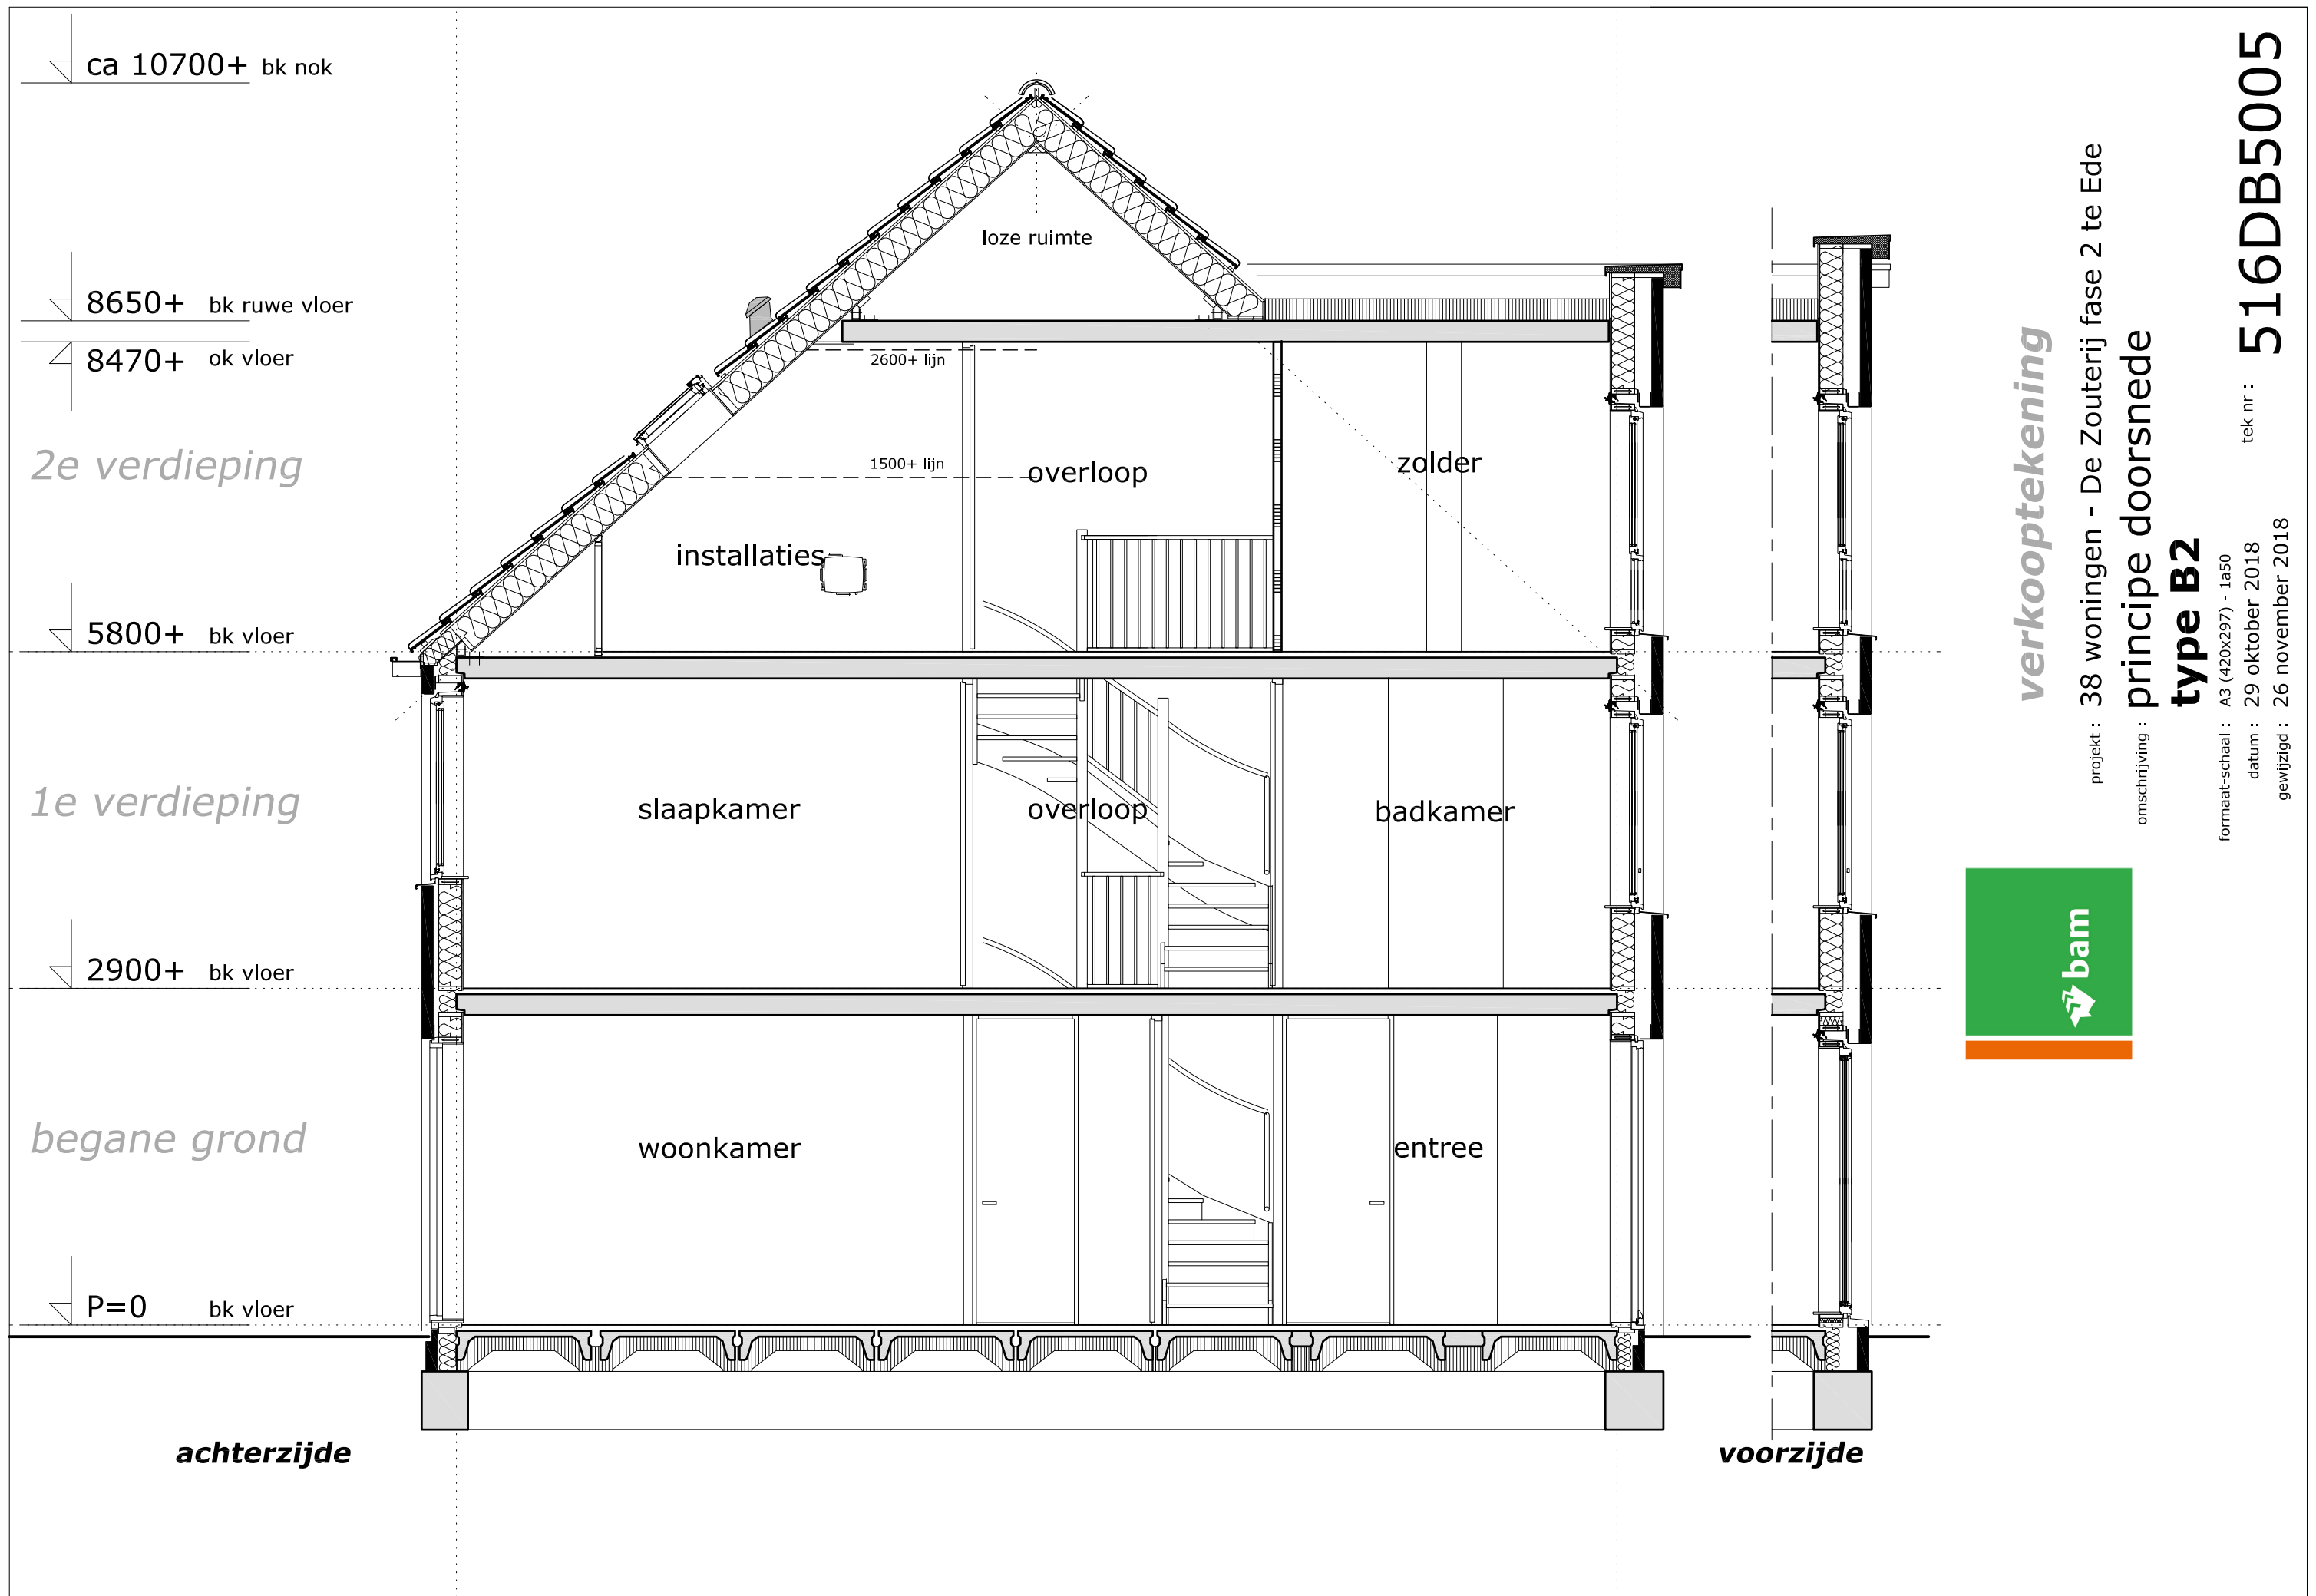 ca 10700+ bk nok
8650+ bk ruwe vloer
8470+ ok vloer
2e verdieping
5800+ bk vloer
1e verdieping
2900+ bk vloer
begane grond
P=0 bk vloer
achterzijde
voorzijde
loze ruimte
2600+ lijn
1500+ lijn
overloop
zolder
installaties
slaapkamer
overloop
badkamer
woonkamer
entree
verkooptekening
projekt : 38 woningen - De Zouterij fase 2 te Ede
omschrijving : principe doorsnede
type B2
formaat-schaal : A3 (420x297) - 1a50
datum : 29 oktober 2018
gewijzigd : 26 november 2018
tek nr : 516DB5005
bam